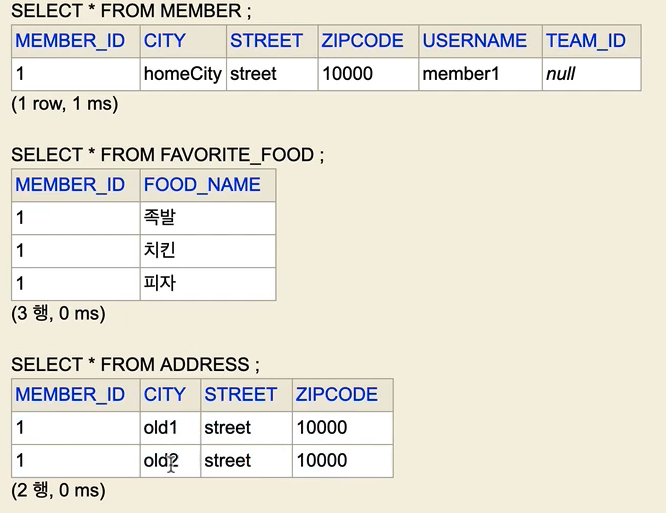 SELECT * FROM MEMBER ;
MEMBER_ID CITY STREET ZIPCODE USERNAME TEAM_ID
1 homeCity street 10000 member1 null
(1 row, 1 ms)
SELECT * FROM FAVORITE_FOOD ;
MEMBER_ID FOOD_NAME
1 족발
1 치킨
1 피자
(3 행, 0 ms)
SELECT * FROM ADDRESS ;
MEMBER_ID CITY STREET ZIPCODE
1 old1 street 10000
1 old2 street 10000
(2 행, 0 ms)